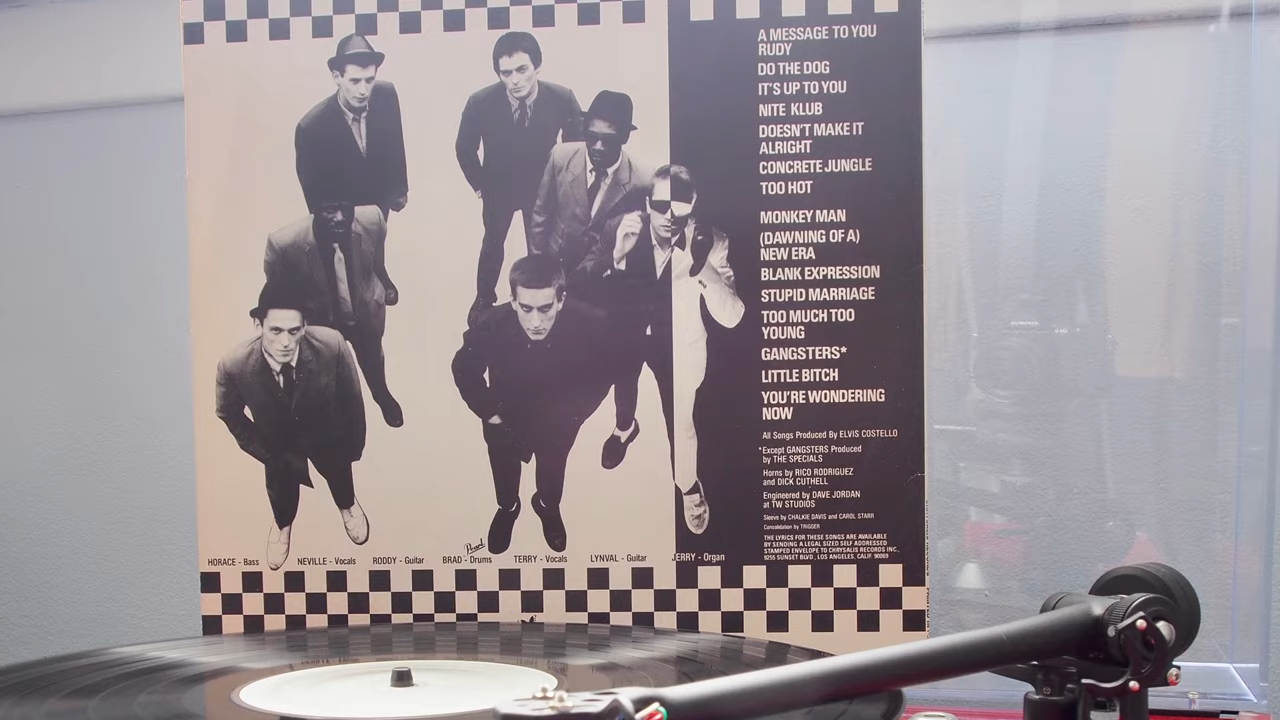 A MESSAGE TO YOU
RUDY
DO THE DOG
IT'S UP TO YOU
NITE KLUB
DOESN'T MAKE IT
ALRIGHT
CONCRETE JUNGLE
TOO HOT
MONKEY MAN
(DAWNING OF A)
NEW ERA
BLANK EXPRESSION
STUPID MARRIAGE
TOO MUCH TOO
YOUNG
GANGSTERS*
LITTLE BITCH
YOU'RE WONDERING
NOW
All Songs Produced By ELVIS COSTELLO
*Except GANGSTERS Produced
by THE SPECIALS
Horns by RICO RODRIGUEZ
and DICK CUTHELL
Engineered by DAVE JORDAN
at TW STUDIOS
Sleeve by CHALKIE DAVIS and CAROL STARR
Consolidation by TRIGGER
THE LYRICS FOR THESE SONGS ARE AVAILABLE
BY SENDING A LEGAL SIZED SELF ADDRESSED
STAMPED ENVELOPE TO CHRYSALIS RECORDS INC.,
9255 SUNSET BLVD., LOS ANGELES, CALIF. 90069
Pearl
HORACE - Bass NEVILLE - Vocals RODDY - Guitar BRAD - Drums TERRY - Vocals LYNVAL - Guitar JERRY - Organ